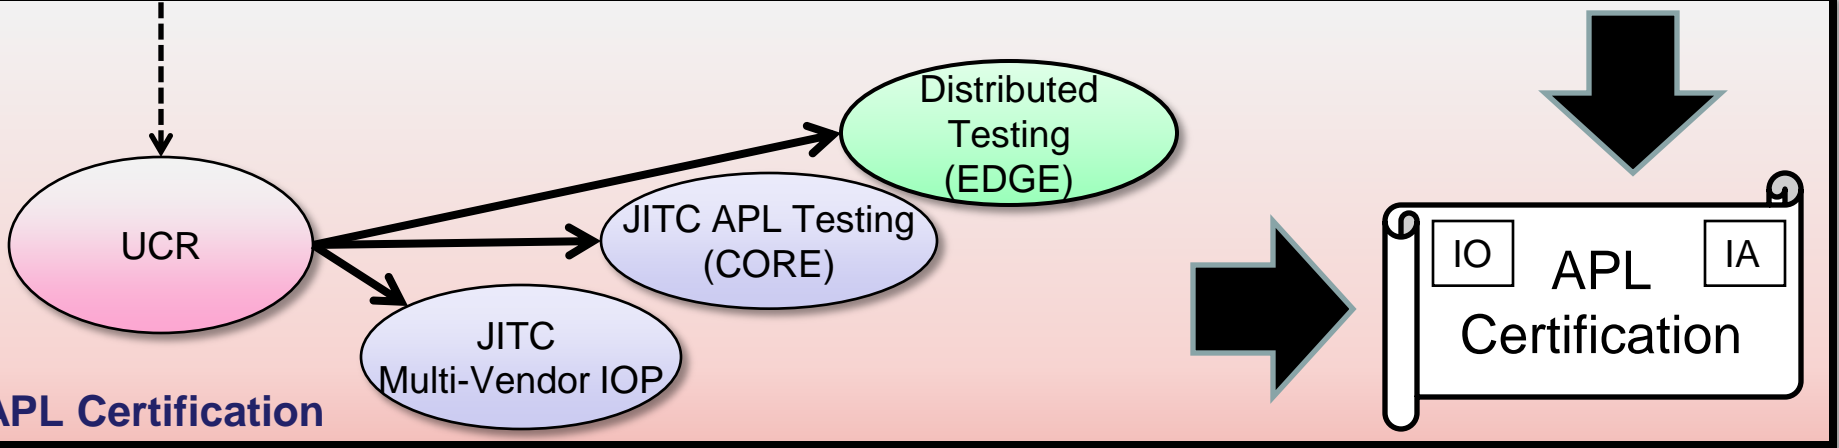 Distributed
Testing
(EDGE)
UCR
JITC APL Testing
(CORE)
JITC
Multi-Vendor IOP
APL Certification
IO
IA
APL
Certification